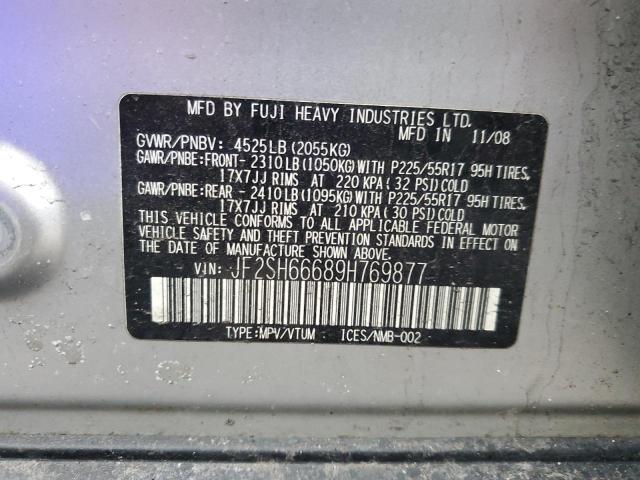 MFD BY FUJI HEAVY INDUSTRIES LTD.
MFD IN 11/08
GVWR/PNBV: 4525LB (2055KG)
GAWR/PNBE:FRONT- 2310LB (1050KG) WITH P225/55R17 95H TIRES,
17X7JJ RIMS AT 220 KPA (32 PSI) COLD
GAWR/PNBE:REAR - 2410LB (1095KG) WITH P225/55R17 95H TIRES,
17X7JJ RIMS AT 210 KPA (30 PSI) COLD
THIS VEHICLE CONFORMS TO ALL APPLICABLE FEDERAL MOTOR
VEHICLE SAFETY AND THEFT PREVENTION STANDARDS IN EFFECT ON
THE DATE OF MANUFACTURE SHOWN ABOVE.
VIN: JF2SH66689H769877
TYPE:MPV/VTUM ICES/NMB-002